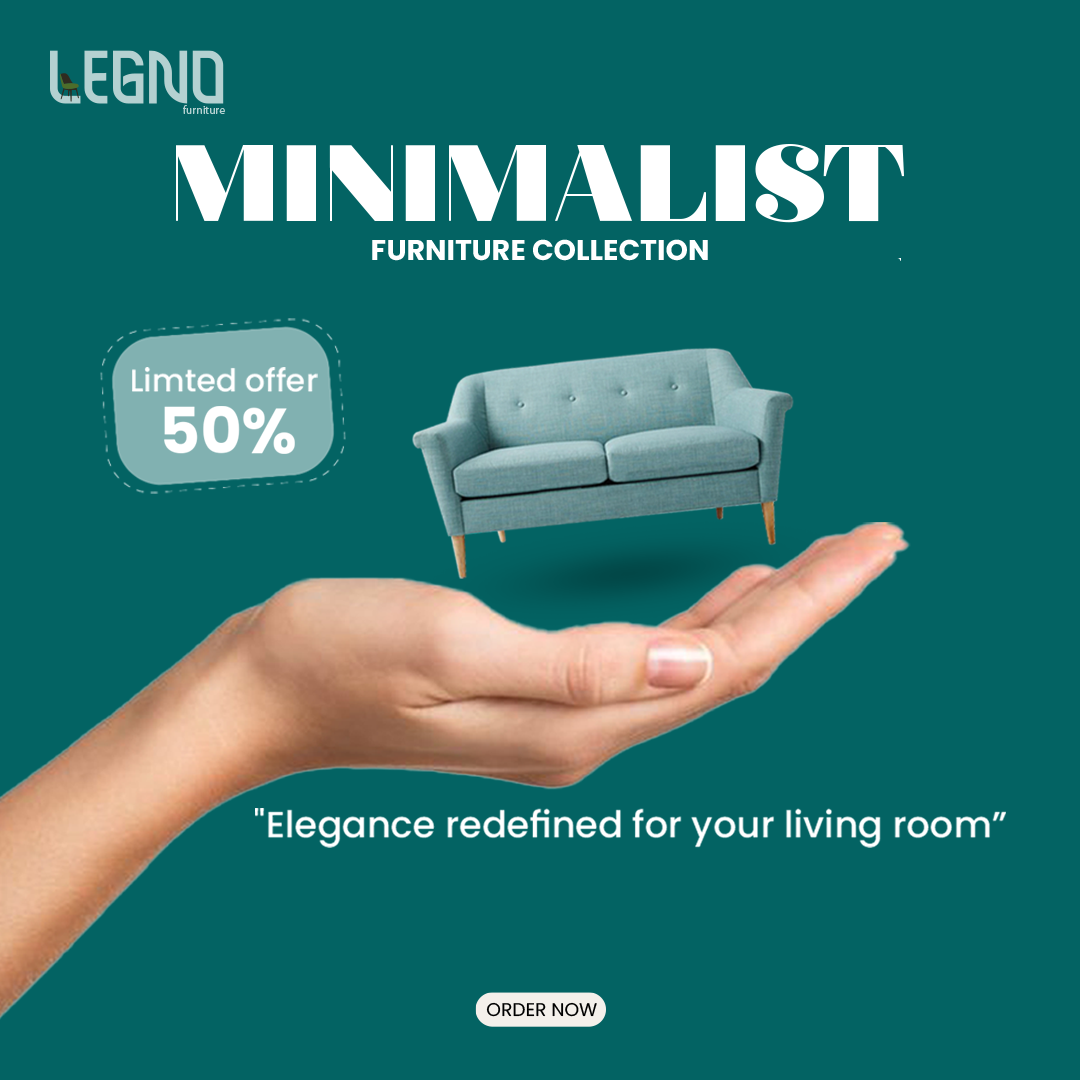 LEGNO
furniture
MINIMALIST
FURNITURE COLLECTION
Limted offer
50%
"Elegance redefined for your living room”
ORDER NOW